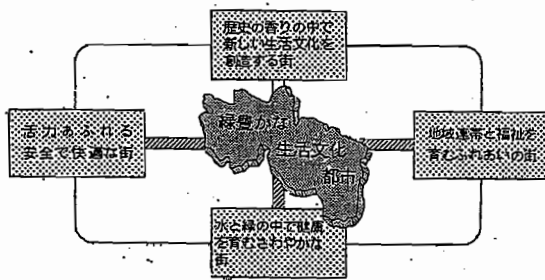 歴史の香りの中で
新しい生活文化を
創造する街
緑豊かな
生活文化
都市
活力あふれる
安全で快適な街
地域連帯と福祉を
育むふれあいの街
水と緑の中で健康
を育むさわやかな
街